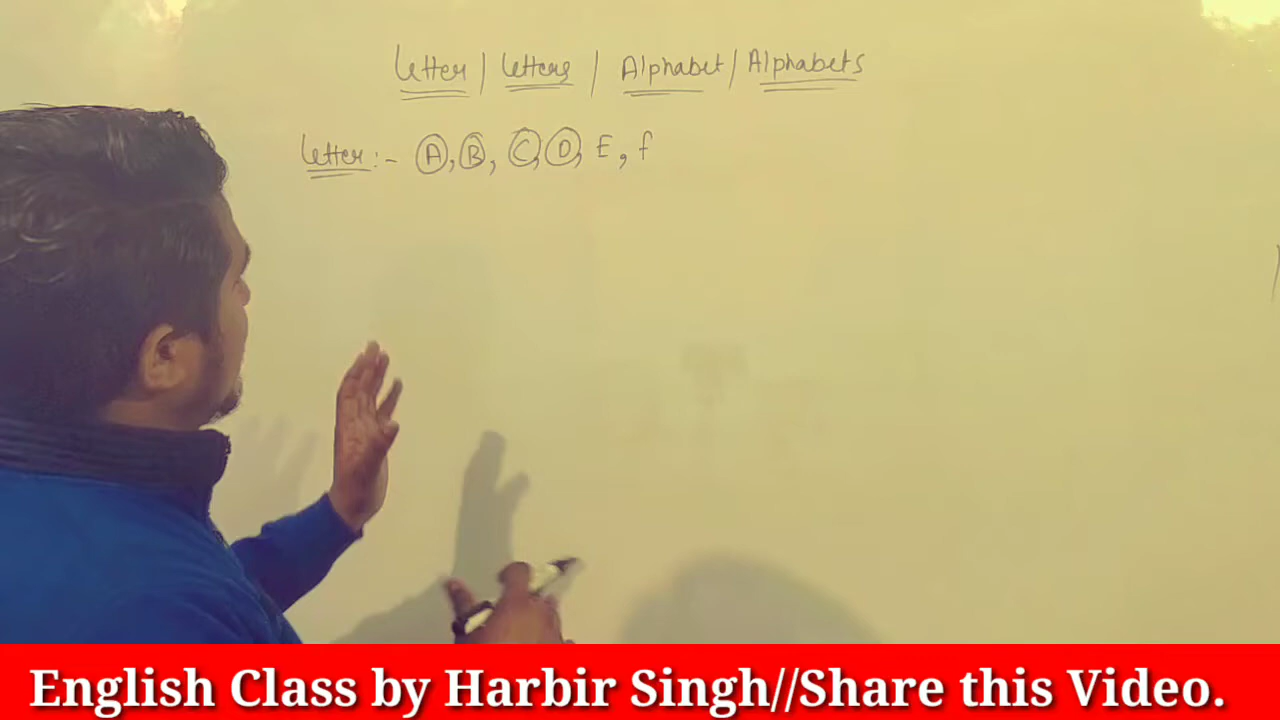 Letter / Letters / Alphabet / Alphabets
Letter :- A, B, C, D, E, f
English Class by Harbir Singh//Share this Video.